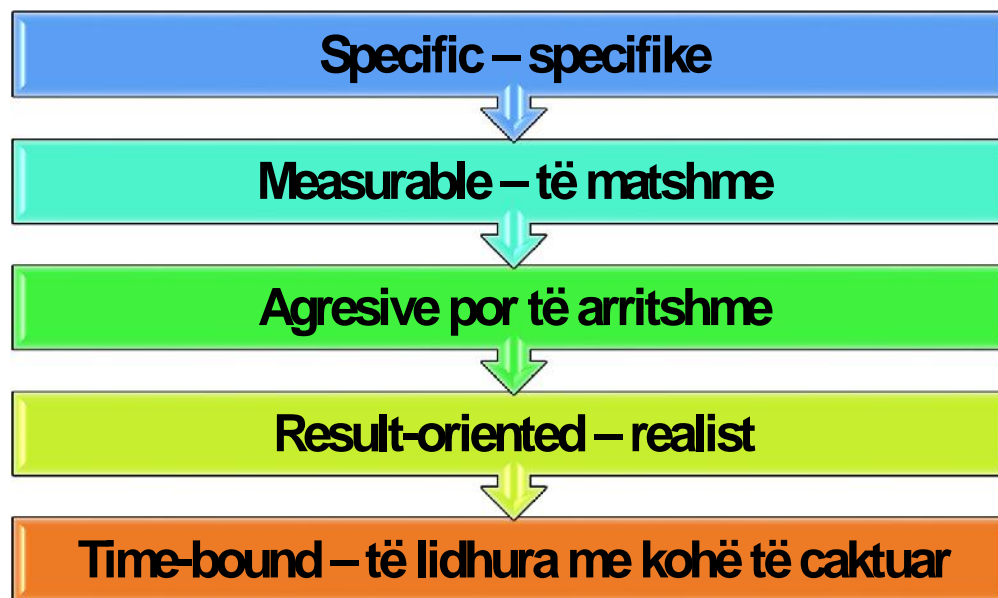 Specific – specifike
Measurable – të matshme
Agresive por të arritshme
Result-oriented – realist
Time-bound – të lidhura me kohë të caktuar